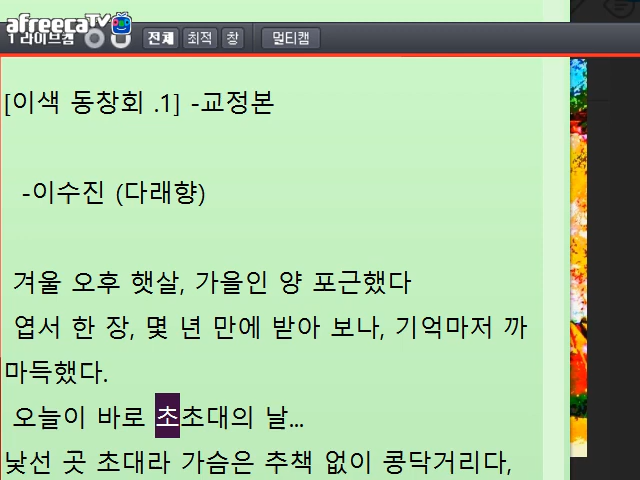 afreecaTV
1 라이브캠 전체 최적 창 멀티캠
[이색 동창회 .1] -교정본
-이수진 (다래향)
겨울 오후 햇살, 가을인 양 포근했다
엽서 한 장, 몇 년 만에 받아 보나, 기억마저 까
마득했다.
오늘이 바로 초초대의 날...
낯선 곳 초대라 가슴은 추책 없이 콩닥거리다,